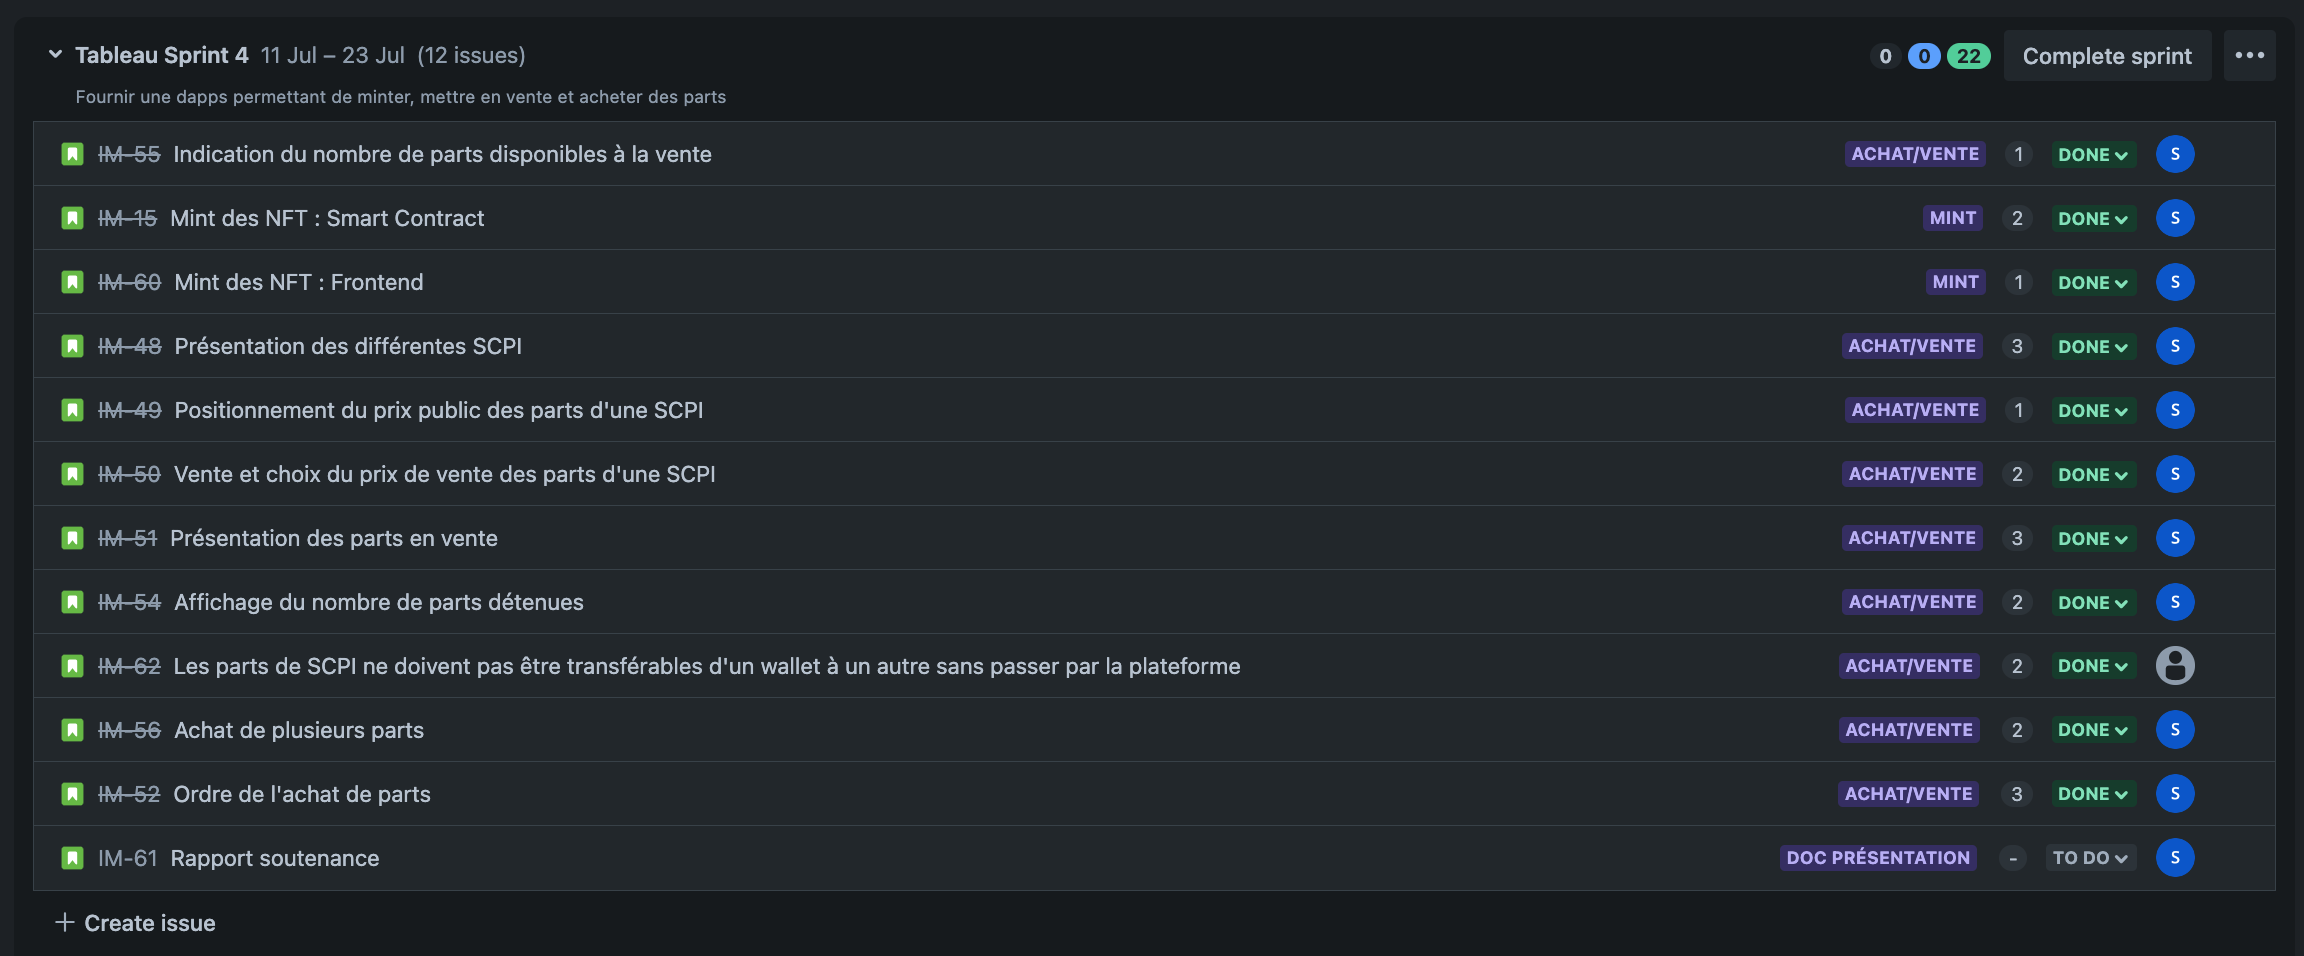 Tableau Sprint 4 11 Jul – 23 Jul (12 issues) 0 0 22 Complete sprint
Fournir une dapps permettant de minter, mettre en vente et acheter des parts
IM-55 Indication du nombre de parts disponibles à la vente ACHAT/VENTE 1 DONE S
IM-15 Mint des NFT : Smart Contract MINT 2 DONE S
IM-60 Mint des NFT : Frontend MINT 1 DONE S
IM-48 Présentation des différentes SCPI ACHAT/VENTE 3 DONE S
IM-49 Positionnement du prix public des parts d'une SCPI ACHAT/VENTE 1 DONE S
IM-50 Vente et choix du prix de vente des parts d'une SCPI ACHAT/VENTE 2 DONE S
IM-51 Présentation des parts en vente ACHAT/VENTE 3 DONE S
IM-54 Affichage du nombre de parts détenues ACHAT/VENTE 2 DONE S
IM-62 Les parts de SCPI ne doivent pas être transférables d'un wallet à un autre sans passer par la plateforme ACHAT/VENTE 2 DONE
IM-56 Achat de plusieurs parts ACHAT/VENTE 2 DONE S
IM-52 Ordre de l'achat de parts ACHAT/VENTE 3 DONE S
IM-61 Rapport soutenance DOC PRÉSENTATION - TO DO S
+ Create issue